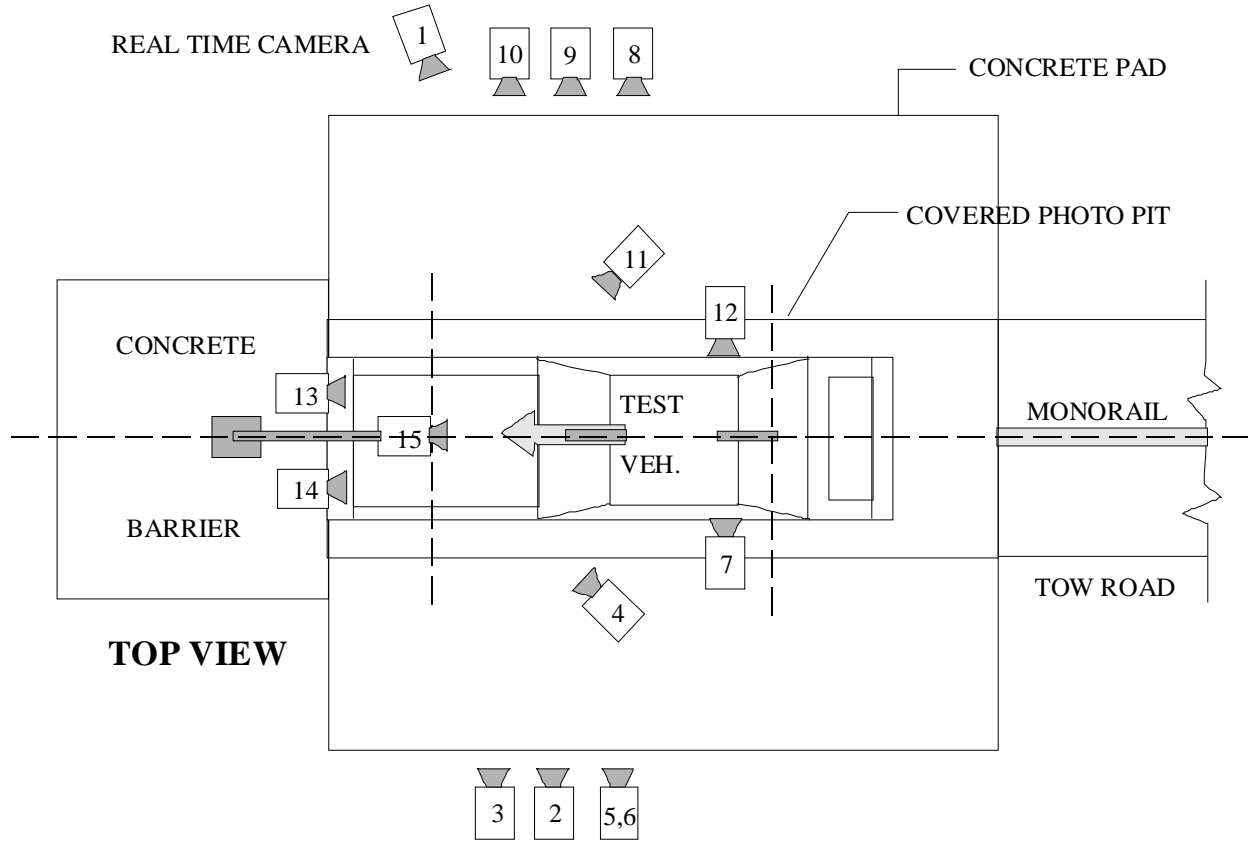 REAL TIME CAMERA
1
10
9
8
CONCRETE PAD
COVERED PHOTO PIT
11
12
CONCRETE
13
TEST
MONORAIL
15
VEH.
14
BARRIER
7
TOW ROAD
4
TOP VIEW
3
2
5,6